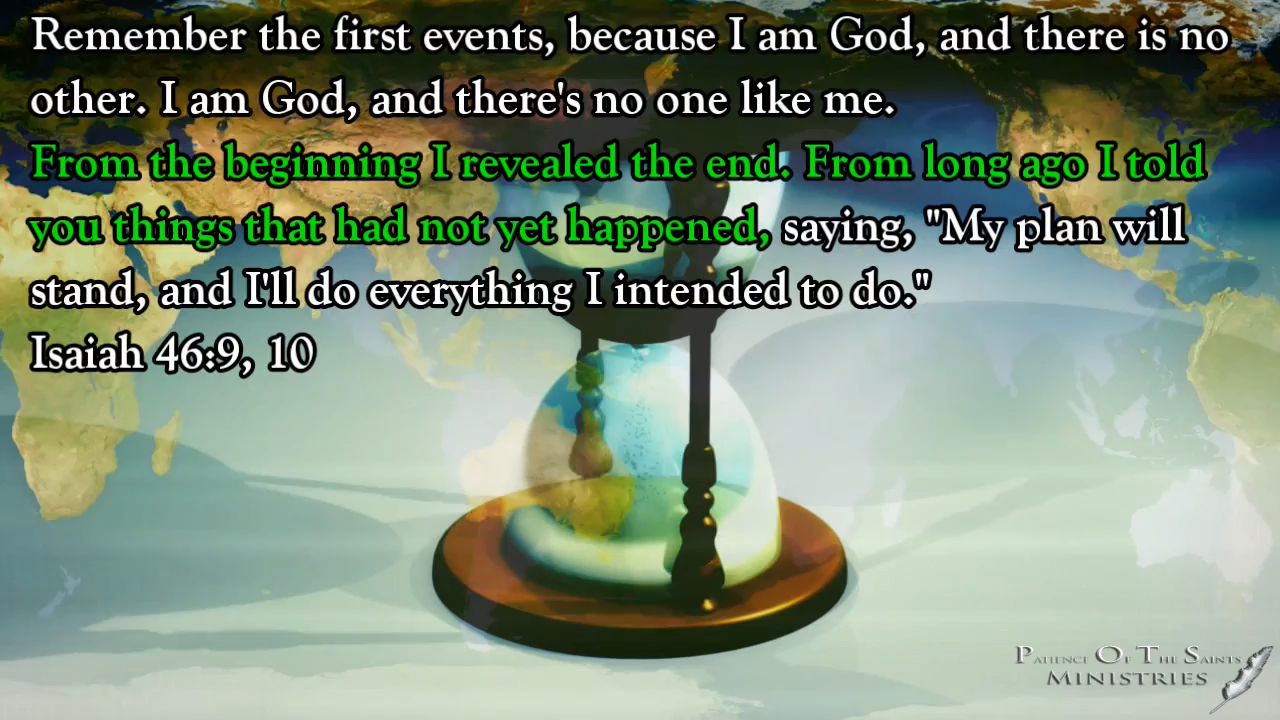 Remember the first events, because I am God, and there is no
other. I am God, and there's no one like me.
From the beginning I revealed the end. From long ago I told
you things that had not yet happened, saying, "My plan will
stand, and I'll do everything I intended to do."
Isaiah 46:9, 10
Patience Of The Saints
Ministries